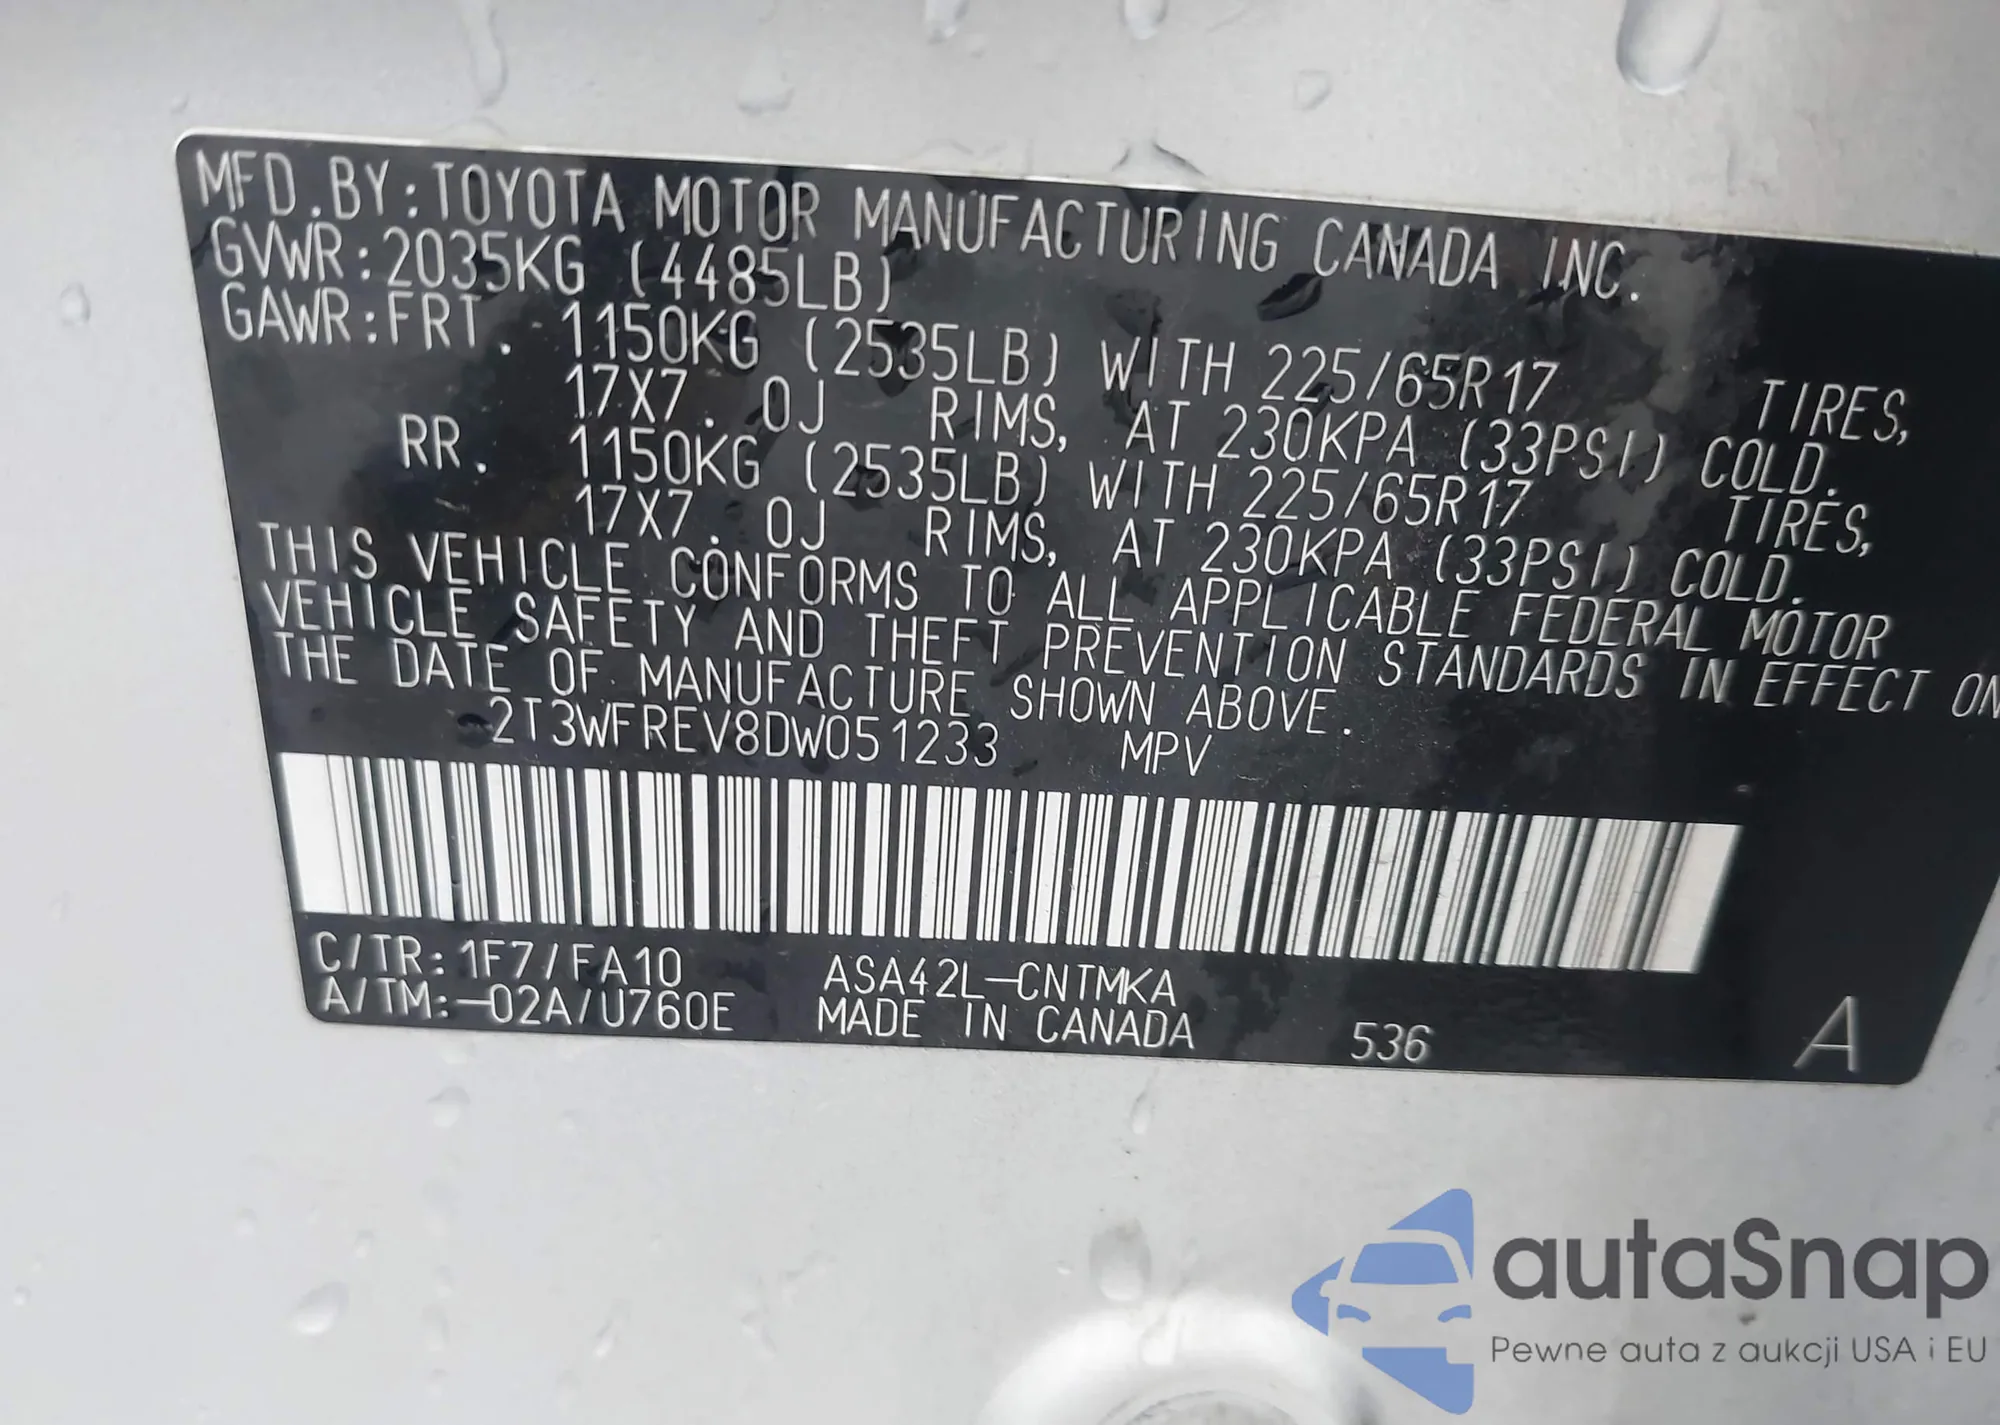 MFD.BY:TOYOTA MOTOR MANUFACTURING CANADA INC.
GVWR:2035KG (4485LB)
GAWR:FRT. 1150KG (2535LB) WITH 225/65R17 TIRES,
17X7.0J RIMS, AT 230KPA (33PSI) COLD.
RR. 1150KG (2535LB) WITH 225/65R17 TIRES,
17X7.0J RIMS, AT 230KPA (33PSI) COLD.
THIS VEHICLE CONFORMS TO ALL APPLICABLE FEDERAL MOTOR
VEHICLE SAFETY AND THEFT PREVENTION STANDARDS IN EFFECT ON
THE DATE OF MANUFACTURE SHOWN ABOVE.
2T3WFREV8DW051233 MPV
C/TR:1F7/FA10 ASA42L-CNTMKA
A/TM:-02A/U760E MADE IN CANADA 536 A
autaSnap
Pewne auta z aukcji USA i EU